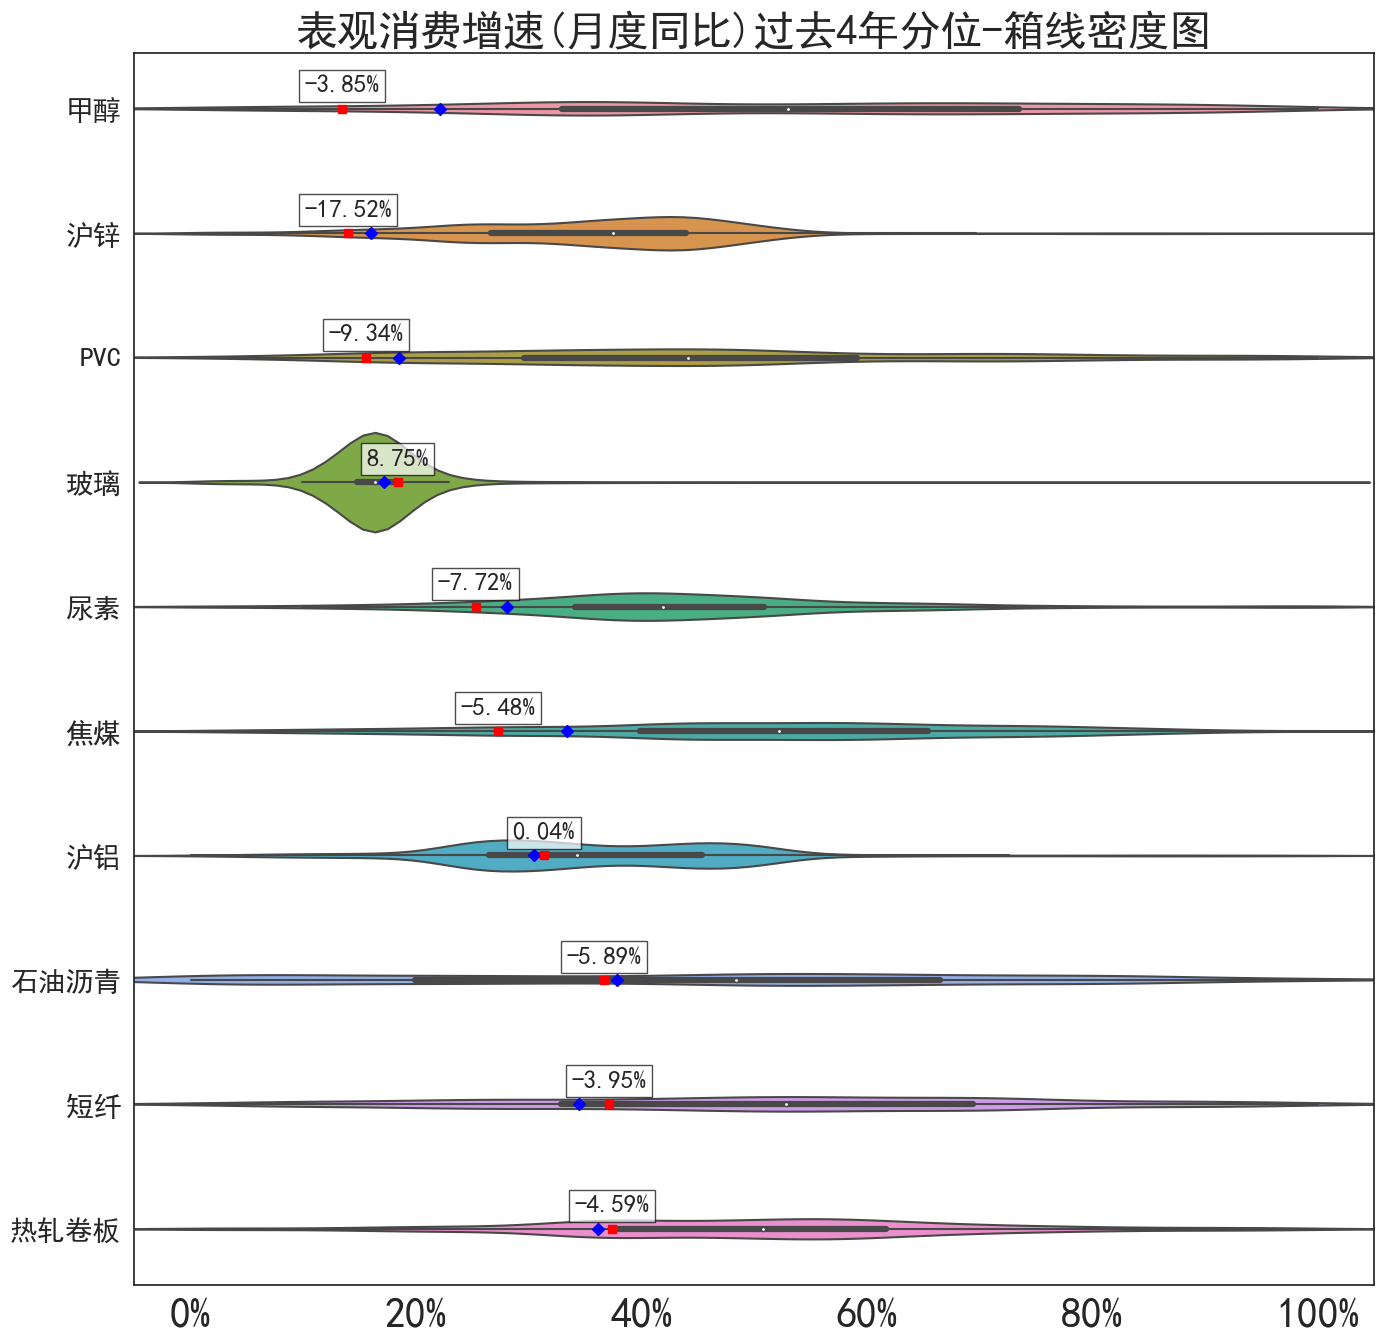 表观消费增速(月度同比)过去4年分位-箱线密度图
甲醇
-3.85%
沪锌
-17.52%
PVC
-9.34%
玻璃
8.75%
尿素
-7.72%
焦煤
-5.48%
沪铝
0.04%
石油沥青
-5.89%
短纤
-3.95%
热轧卷板
-4.59%
0% 20% 40% 60% 80% 100%